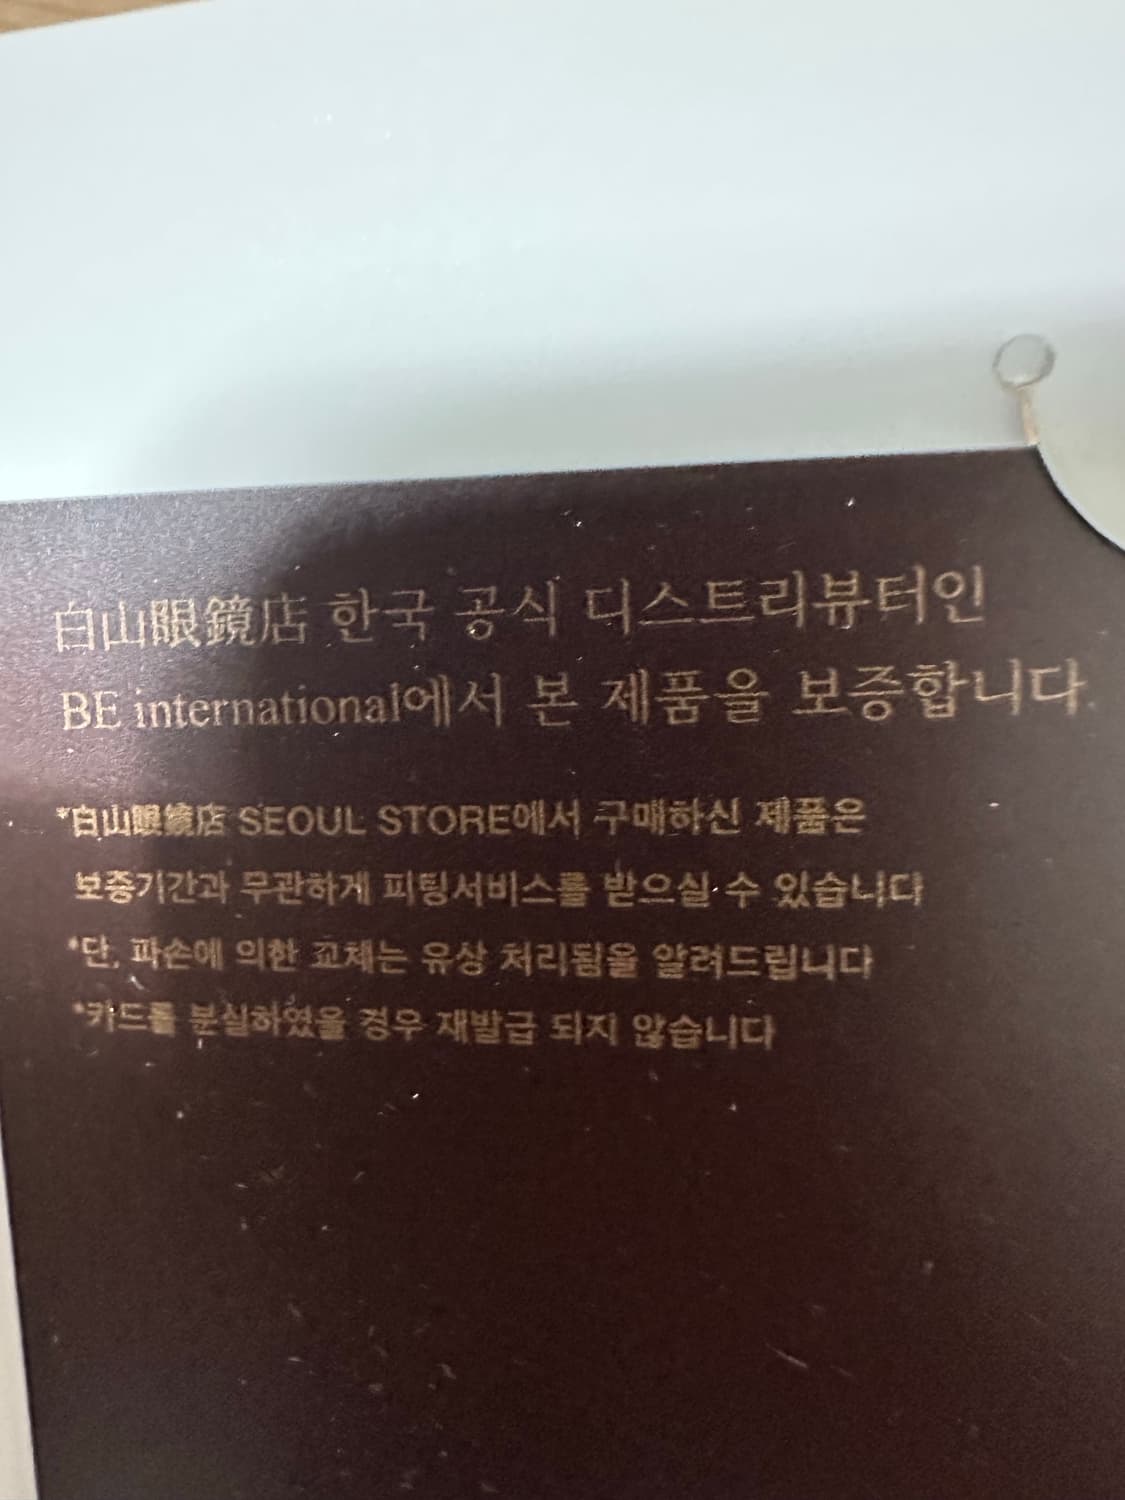 白山眼鏡店 한국 공식 디스트리뷰터인
BE international에서 본 제품을 보증합니다
*白山眼鏡店 SEOUL STORE에서 구매하신 제품은
보증기간과 무관하게 피팅서비스를 받으실 수 있습니다
*단, 파손에 의한 교체는 유상 처리됨을 알려드립니다
*카드를 분실하였을 경우 재발급 되지 않습니다